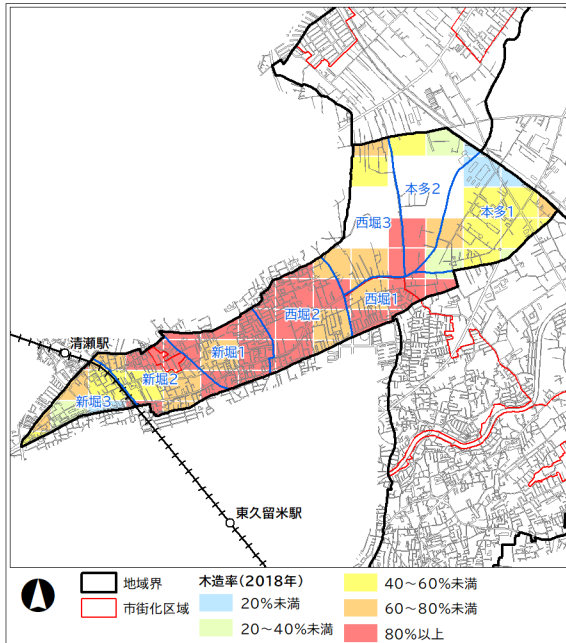 本多2
本多1
西堀3
西堀2
西堀1
清瀬駅
新堀1
新堀2
新堀3
東久留米駅
地域界
市街化区域
木造率(2018年)
20%未満
20~40%未満
40~60%未満
60~80%未満
80%以上